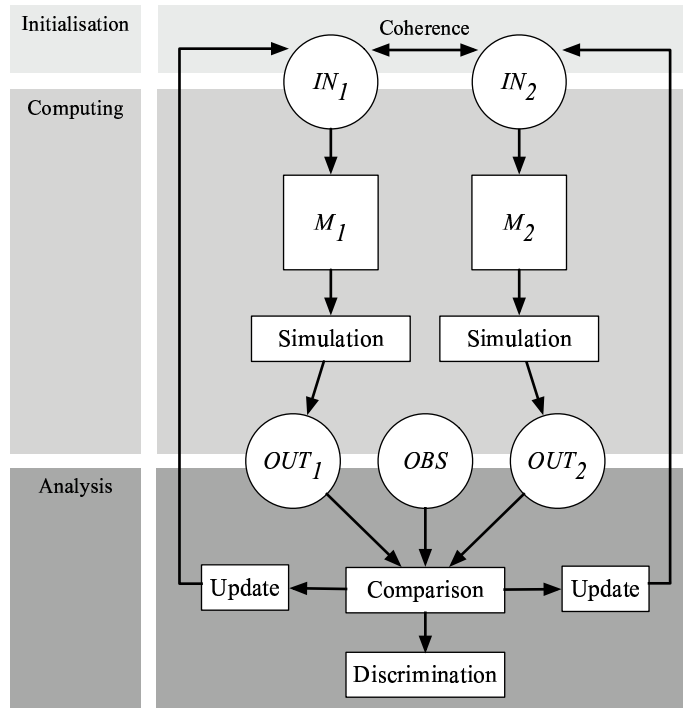 Initialisation
Coherence
IN1
IN2
Computing
M1
M2
Simulation
Simulation
OUT1
OBS
OUT2
Analysis
Update
Comparison
Update
Discrimination